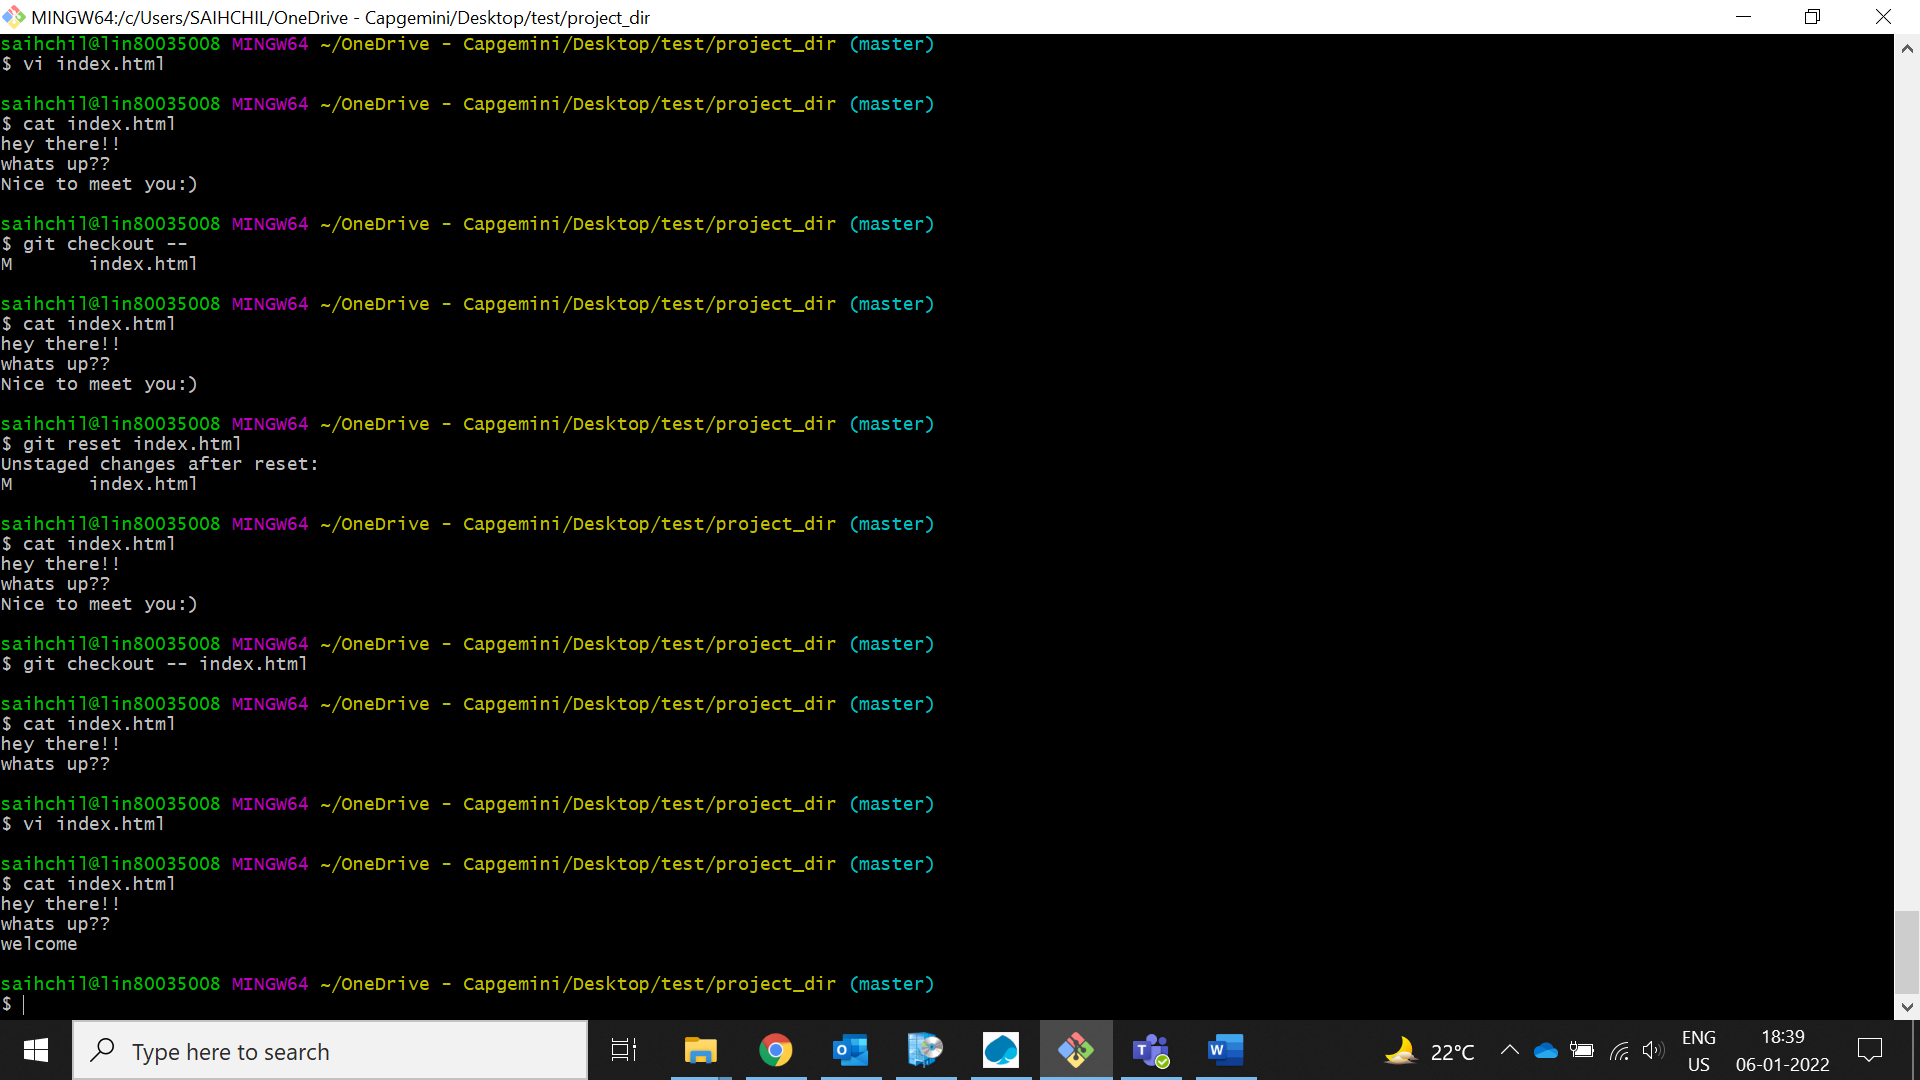 MINGW64:/c/Users/SAIHCHIL/OneDrive - Capgemini/Desktop/test/project_dir
saihchil@lin80035008 MINGW64 ~/OneDrive - Capgemini/Desktop/test/project_dir (master)
$ vi index.html
saihchil@lin80035008 MINGW64 ~/OneDrive - Capgemini/Desktop/test/project_dir (master)
$ cat index.html
hey there!!
whats up??
Nice to meet you:)
saihchil@lin80035008 MINGW64 ~/OneDrive - Capgemini/Desktop/test/project_dir (master)
$ git checkout --
M       index.html
saihchil@lin80035008 MINGW64 ~/OneDrive - Capgemini/Desktop/test/project_dir (master)
$ cat index.html
hey there!!
whats up??
Nice to meet you:)
saihchil@lin80035008 MINGW64 ~/OneDrive - Capgemini/Desktop/test/project_dir (master)
$ git reset index.html
Unstaged changes after reset:
M       index.html
saihchil@lin80035008 MINGW64 ~/OneDrive - Capgemini/Desktop/test/project_dir (master)
$ cat index.html
hey there!!
whats up??
Nice to meet you:)
saihchil@lin80035008 MINGW64 ~/OneDrive - Capgemini/Desktop/test/project_dir (master)
$ git checkout -- index.html
saihchil@lin80035008 MINGW64 ~/OneDrive - Capgemini/Desktop/test/project_dir (master)
$ cat index.html
hey there!!
whats up??
saihchil@lin80035008 MINGW64 ~/OneDrive - Capgemini/Desktop/test/project_dir (master)
$ vi index.html
saihchil@lin80035008 MINGW64 ~/OneDrive - Capgemini/Desktop/test/project_dir (master)
$ cat index.html
hey there!!
whats up??
welcome
saihchil@lin80035008 MINGW64 ~/OneDrive - Capgemini/Desktop/test/project_dir (master)
$
Type here to search
22°C
ENG
US
18:39
06-01-2022